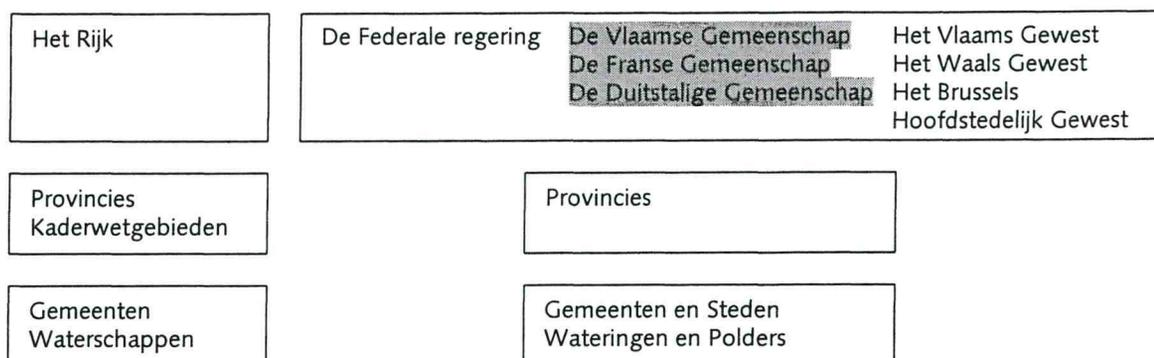 Het Rijk
De Federale regering
De Vlaamse Gemeenschap
De Franse Gemeenschap
De Duitstalige Gemeenschap
Het Vlaams Gewest
Het Waals Gewest
Het Brussels
Hoofdstedelijk Gewest
Provincies
Kaderwetgebieden
Provincies
Gemeenten
Waterschappen
Gemeenten en Steden
Wateringen en Polders